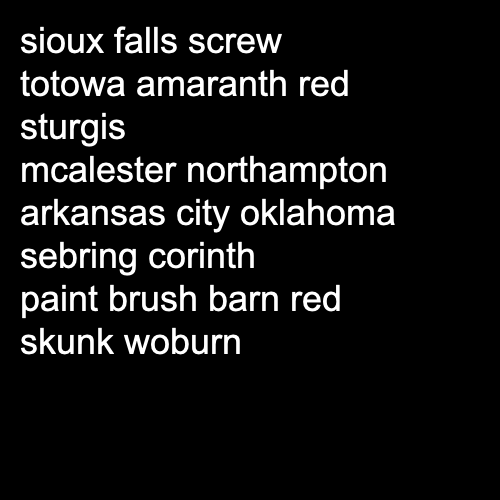 sioux falls screw
totowa amaranth red
sturgis
mcalester northampton
arkansas city oklahoma
sebring corinth
paint brush barn red
skunk woburn